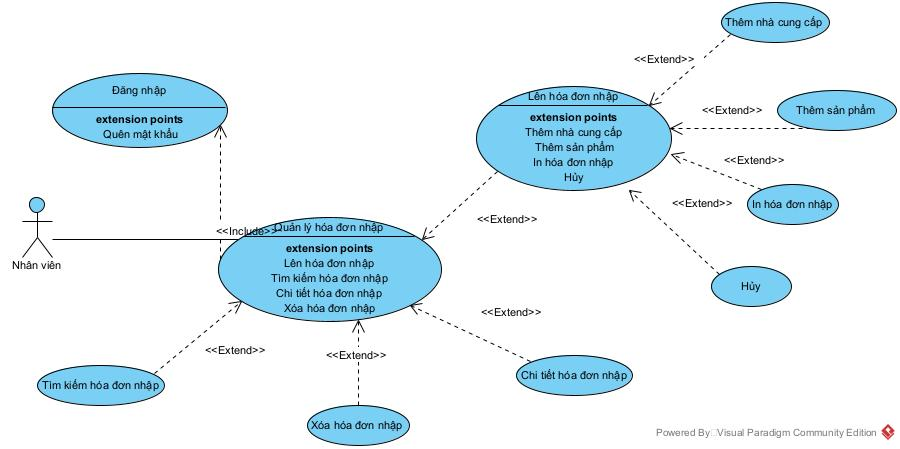 Thêm nhà cung cấp
<<Extend>>
Đăng nhập
extension points
Quên mật khẩu
Lên hóa đơn nhập
extension points
Thêm nhà cung cấp
Thêm sản phẩm
In hóa đơn nhập
Hủy
<<Extend>>
Thêm sản phẩm
<<Extend>>
In hóa đơn nhập
<<Extend>>
<<Extend>>
Hủy
Nhân viên
<<Include>>
Quản lý hóa đơn nhập
extension points
Lên hóa đơn nhập
Tìm kiếm hóa đơn nhập
Chi tiết hóa đơn nhập
Xóa hóa đơn nhập
<<Extend>>
<<Extend>>
<<Extend>>
Tìm kiếm hóa đơn nhập
Chi tiết hóa đơn nhập
Xóa hóa đơn nhập
Powered By Visual Paradigm Community Edition